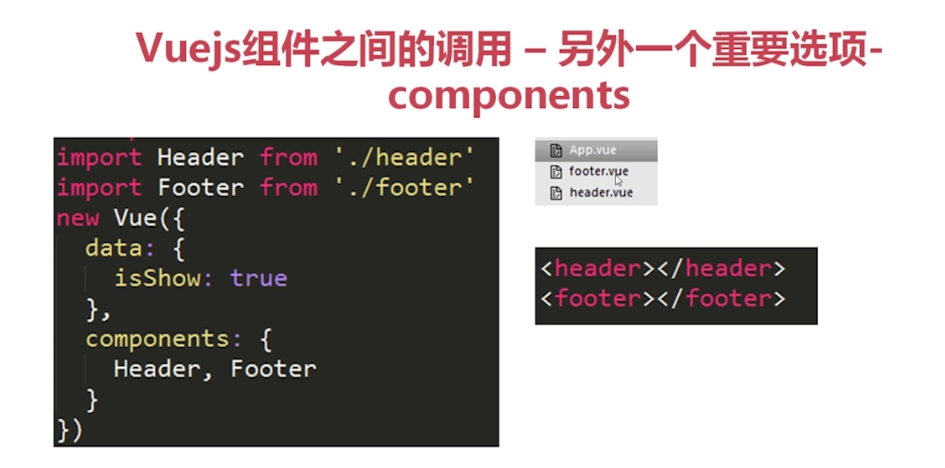 Vuejs组件之间的调用 – 另外一个重要选项-
components
import Header from './header'
import Footer from './footer'
new Vue({
data: {
isShow: true
},
components: {
Header, Footer
}
})
App.vue
footer.vue
header.vue
<header></header>
<footer></footer>